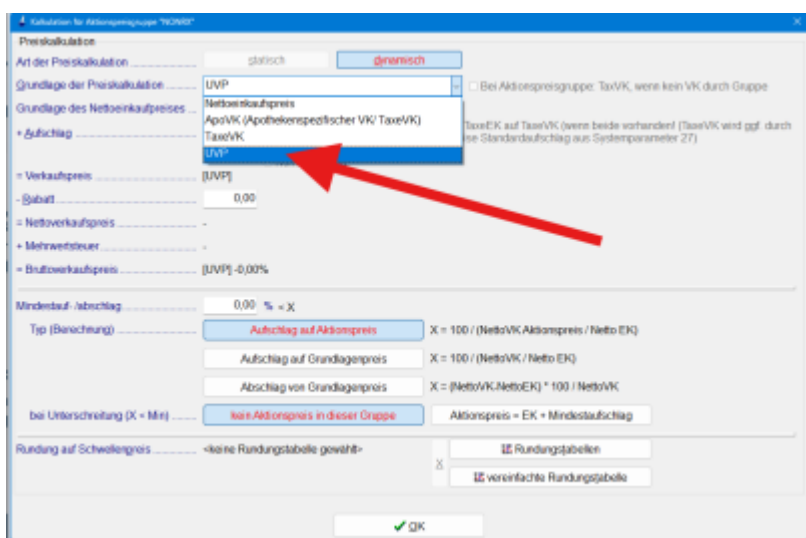 Kalkulation für Aktionspreisgruppe "NONRX"
Preiskalkulation
Art der Preiskalkulation statisch dynamisch
Grundlage der Preiskalkulation UVP Bei Aktionspreisgruppe: TaxVK, wenn kein VK durch Gruppe
Grundlage des Nettoeinkaufpreises Nettoeinkaufspreis
ApoVK (Apothekenspezifischer VK/ TaxeVK)
+ Aufschlag TaxeVK TaxeEK auf TaxeVK (wenn beide vorhanden! (TaxeVK wird ggf. durch
UVP se Standardaufschlag aus Systemparameter 27)
= Verkaufspreis [UVP]
- Rabatt 0,00
= Nettoverkaufspreis -
+ Mehrwertsteuer -
= Bruttoverkaufspreis [UVP] -0,00%
Mindestauf- /abschlag 0,00 % < X
Typ (Berechnung) Aufschlag auf Aktionspreis X = 100 / (NettoVK Aktionspreis / Netto EK)
Aufschlag auf Grundlagenpreis X = 100 / (NettoVK / Netto EK)
Abschlag von Grundlagenpreis X = (NettoVK-NettoEK) * 100 / NettoVK
bei Unterschreitung (X < Min) kein Aktionspreis in dieser Gruppe Aktionspreis = EK + Mindestaufschlag
Rundung auf Schwellenpreis <keine Rundungstabelle gewählt> X Rundungstabellen
vereinfachte Rundungstabelle
OK